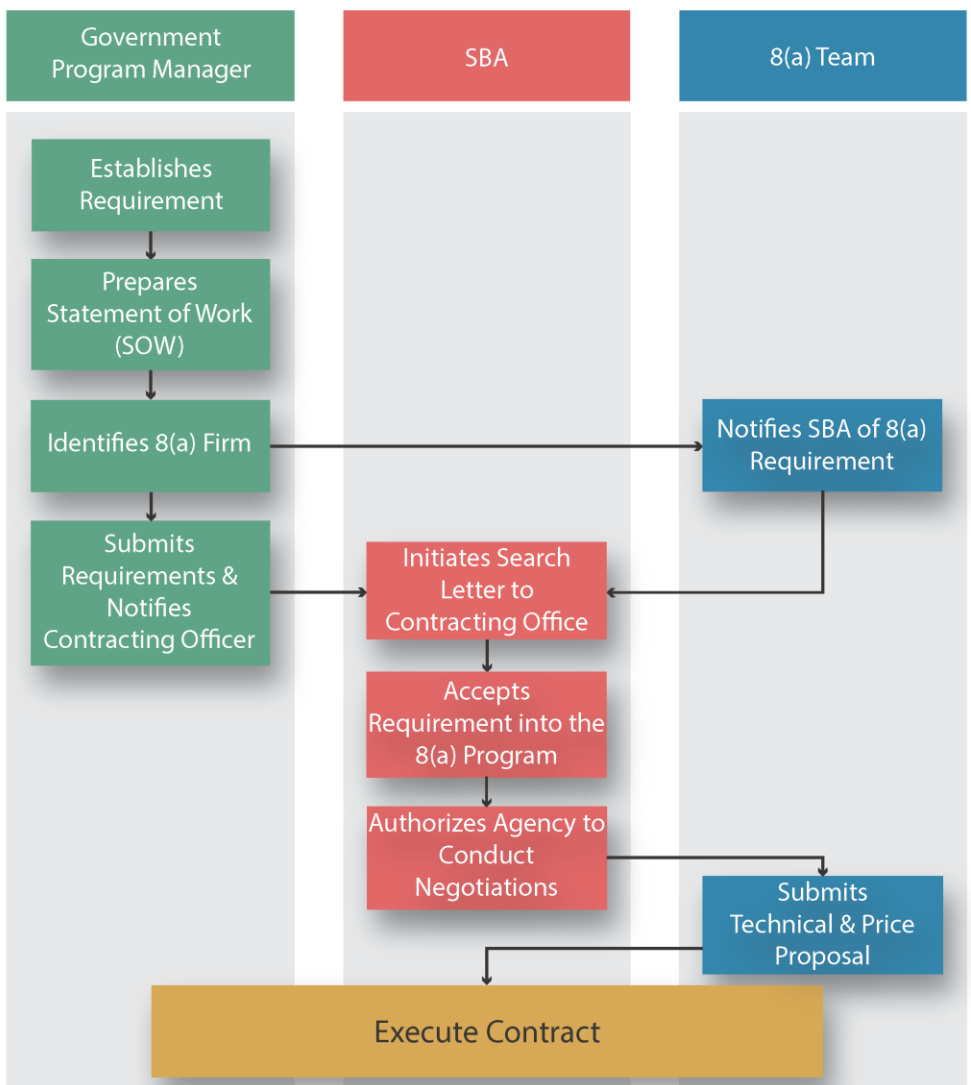 Government
Program Manager
SBA
8(a) Team
Establishes
Requirement
Prepares
Statement of Work
(SOW)
Identifies 8(a) Firm
Notifies SBA of 8(a)
Requirement
Submits
Requirements &
Notifies
Contracting Officer
Initiates Search
Letter to
Contracting Office
Accepts
Requirement into the
8(a) Program
Authorizes Agency to
Conduct
Negotiations
Submits
Technical & Price
Proposal
Execute Contract